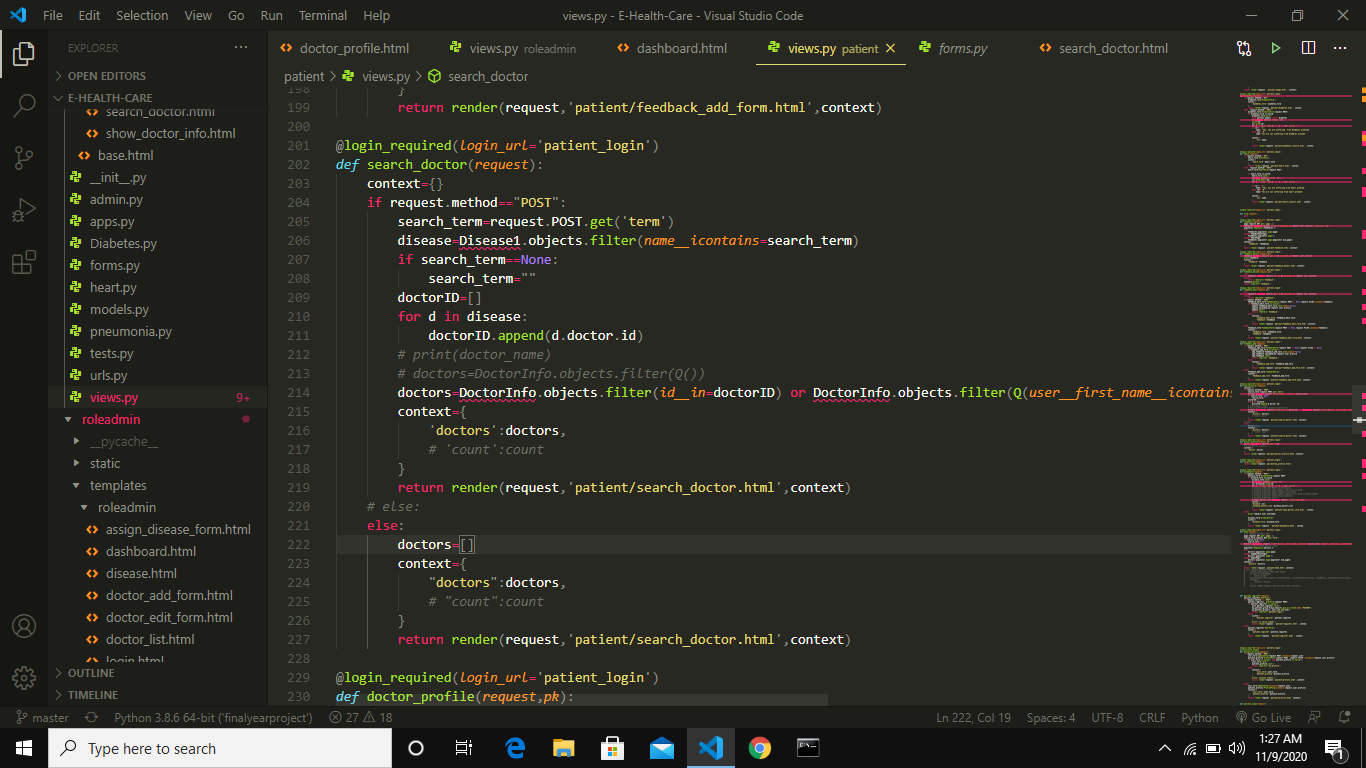 File Edit Selection View Go Run Terminal Help
views.py - E-Health-Care - Visual Studio Code
EXPLORER
OPEN EDITORS
E-HEALTH-CARE
search_doctor.html
show_doctor_info.html
base.html
__init__.py
admin.py
apps.py
Diabetes.py
forms.py
heart.py
models.py
pneumonia.py
tests.py
urls.py
views.py 9+
roleadmin
__pycache__
static
templates
roleadmin
assign_disease_form.html
dashboard.html
disease.html
doctor_add_form.html
doctor_edit_form.html
doctor_list.html
login.html
OUTLINE
TIMELINE
doctor_profile.html views.py roleadmin dashboard.html views.py patient forms.py search_doctor.html
patient > views.py > search_doctor
198 }
199 return render(request,'patient/feedback_add_form.html',context)
200
201 @login_required(login_url='patient_login')
202 def search_doctor(request):
203 context={}
204 if request.method=="POST":
205 search_term=request.POST.get('term')
206 disease=Disease1.objects.filter(name__icontains=search_term)
207 if search_term==None:
208 search_term=""
209 doctorID=[]
210 for d in disease:
211 doctorID.append(d.doctor.id)
212 # print(doctor_name)
213 # doctors=DoctorInfo.objects.filter(Q())
214 doctors=DoctorInfo.objects.filter(id__in=doctorID) or DoctorInfo.objects.filter(Q(user__first_name__icontains
215 context={
216 'doctors':doctors,
217 # 'count':count
218 }
219 return render(request,'patient/search_doctor.html',context)
220 # else:
221 else:
222 doctors=[]
223 context={
224 "doctors":doctors,
225 # "count":count
226 }
227 return render(request,'patient/search_doctor.html',context)
228
229 @login_required(login_url='patient_login')
230 def doctor_profile(request,pk):
master Python 3.8.6 64-bit ('finalyearproject') 27 18 Ln 222, Col 19 Spaces: 4 UTF-8 CRLF Python Go Live
Type here to search
1:27 AM
11/9/2020
1